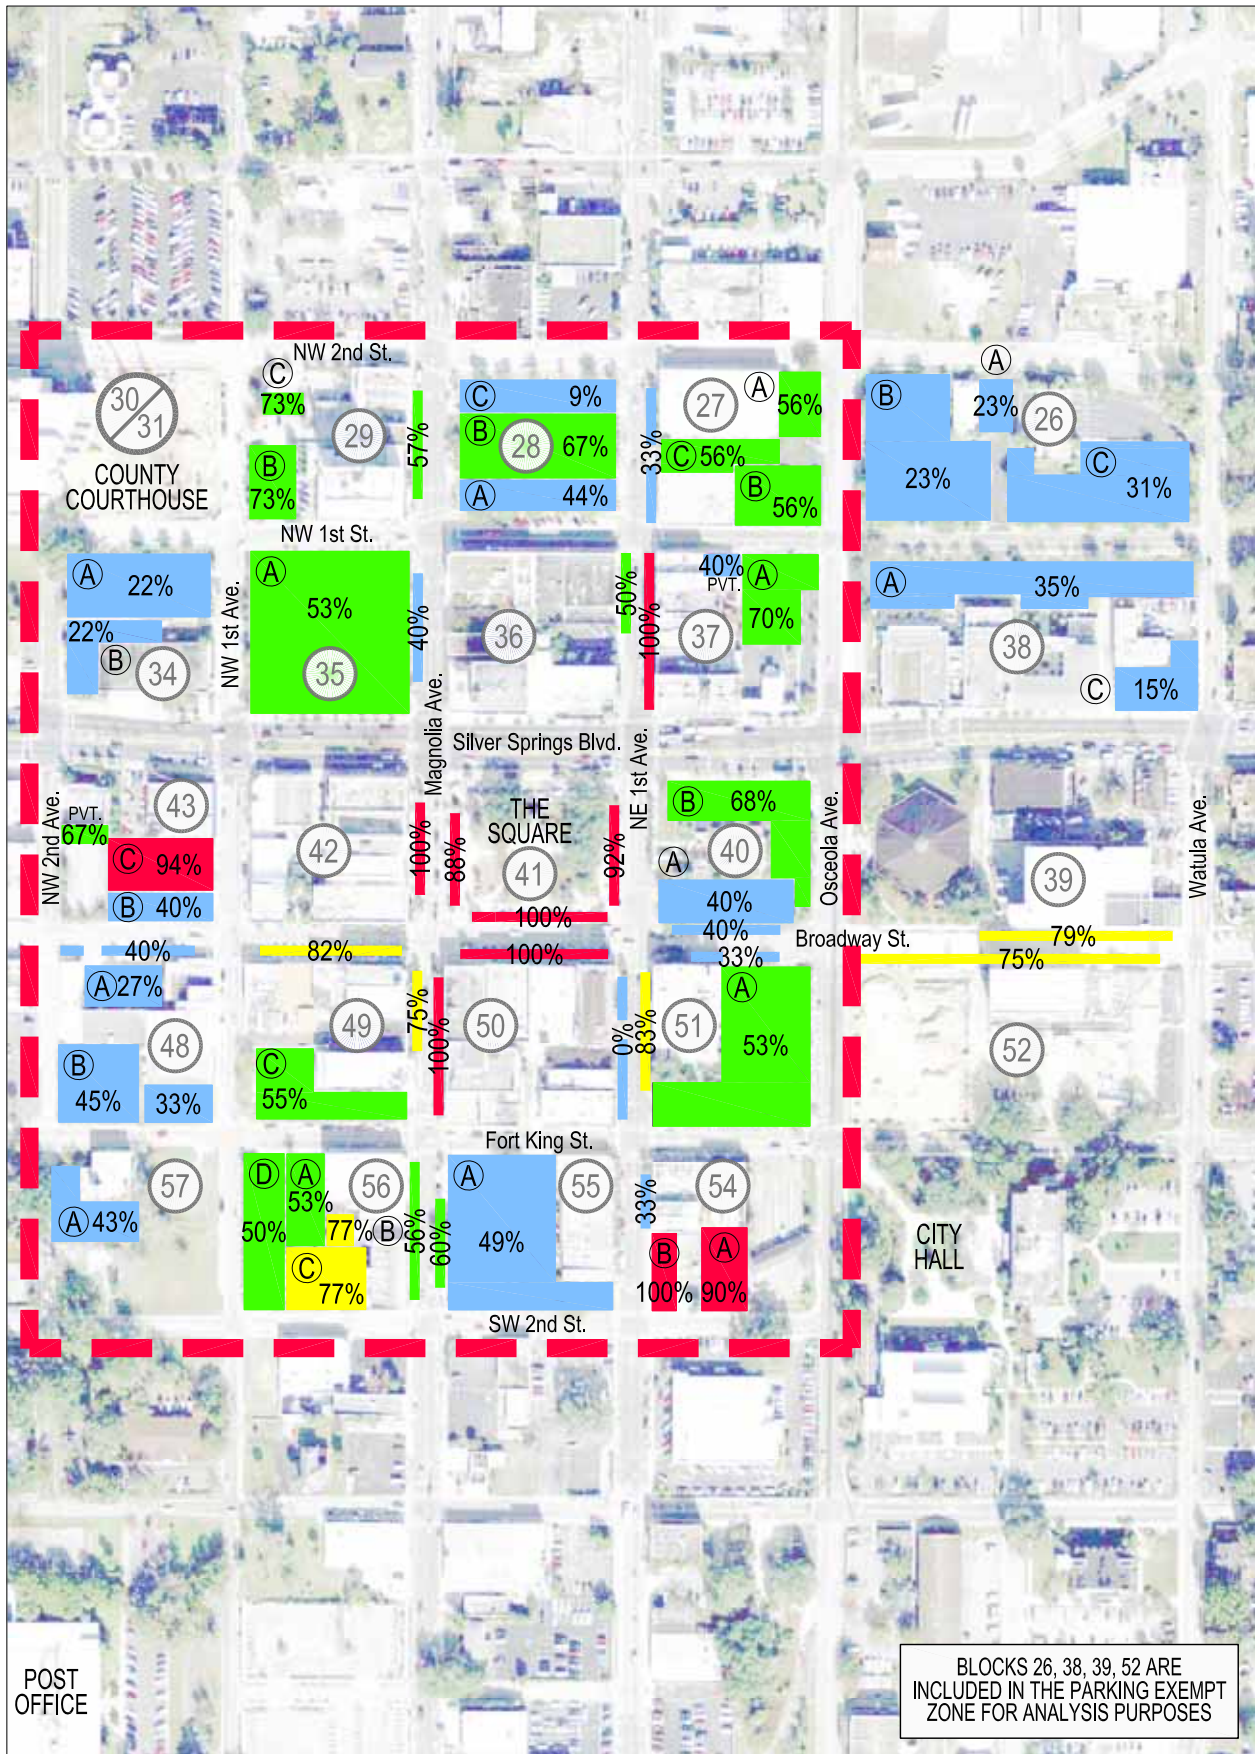 NW 2nd St.
C
73%
30
31
29
57%
C
9%
B
28
67%
A
44%
33%
27
A
56%
C
56%
B
56%
B
73%
COUNTY
COURTHOUSE
A
23%
26
B
23%
C
31%
NW 1st St.
A
22%
22%
B
34
NW 1st Ave.
A
53%
35
40%
36
50%
100%
40%
PVT.
A
70%
37
A
35%
38
C
15%
Magnolia Ave.
Silver Springs Blvd.
NE 1st Ave.
NW 2nd Ave.
43
PVT.
67%
C
94%
B
40%
42
100%
88%
THE
SQUARE
41
92%
100%
B
68%
A
40
40%
40%
Osceola Ave.
39
Watula Ave.
Broadway St.
40%
82%
100%
33%
79%
75%
A
27%
48
B
45%
33%
49
75%
100%
50
0%
83%
51
A
53%
52
C
55%
Fort King St.
57
A
43%
D
50%
A
53%
56
77%
B
C
77%
56%
60%
A
49%
55
33%
54
B
100%
A
90%
CITY
HALL
SW 2nd St.
POST
OFFICE
BLOCKS 26, 38, 39, 52 ARE
INCLUDED IN THE PARKING EXEMPT
ZONE FOR ANALYSIS PURPOSES